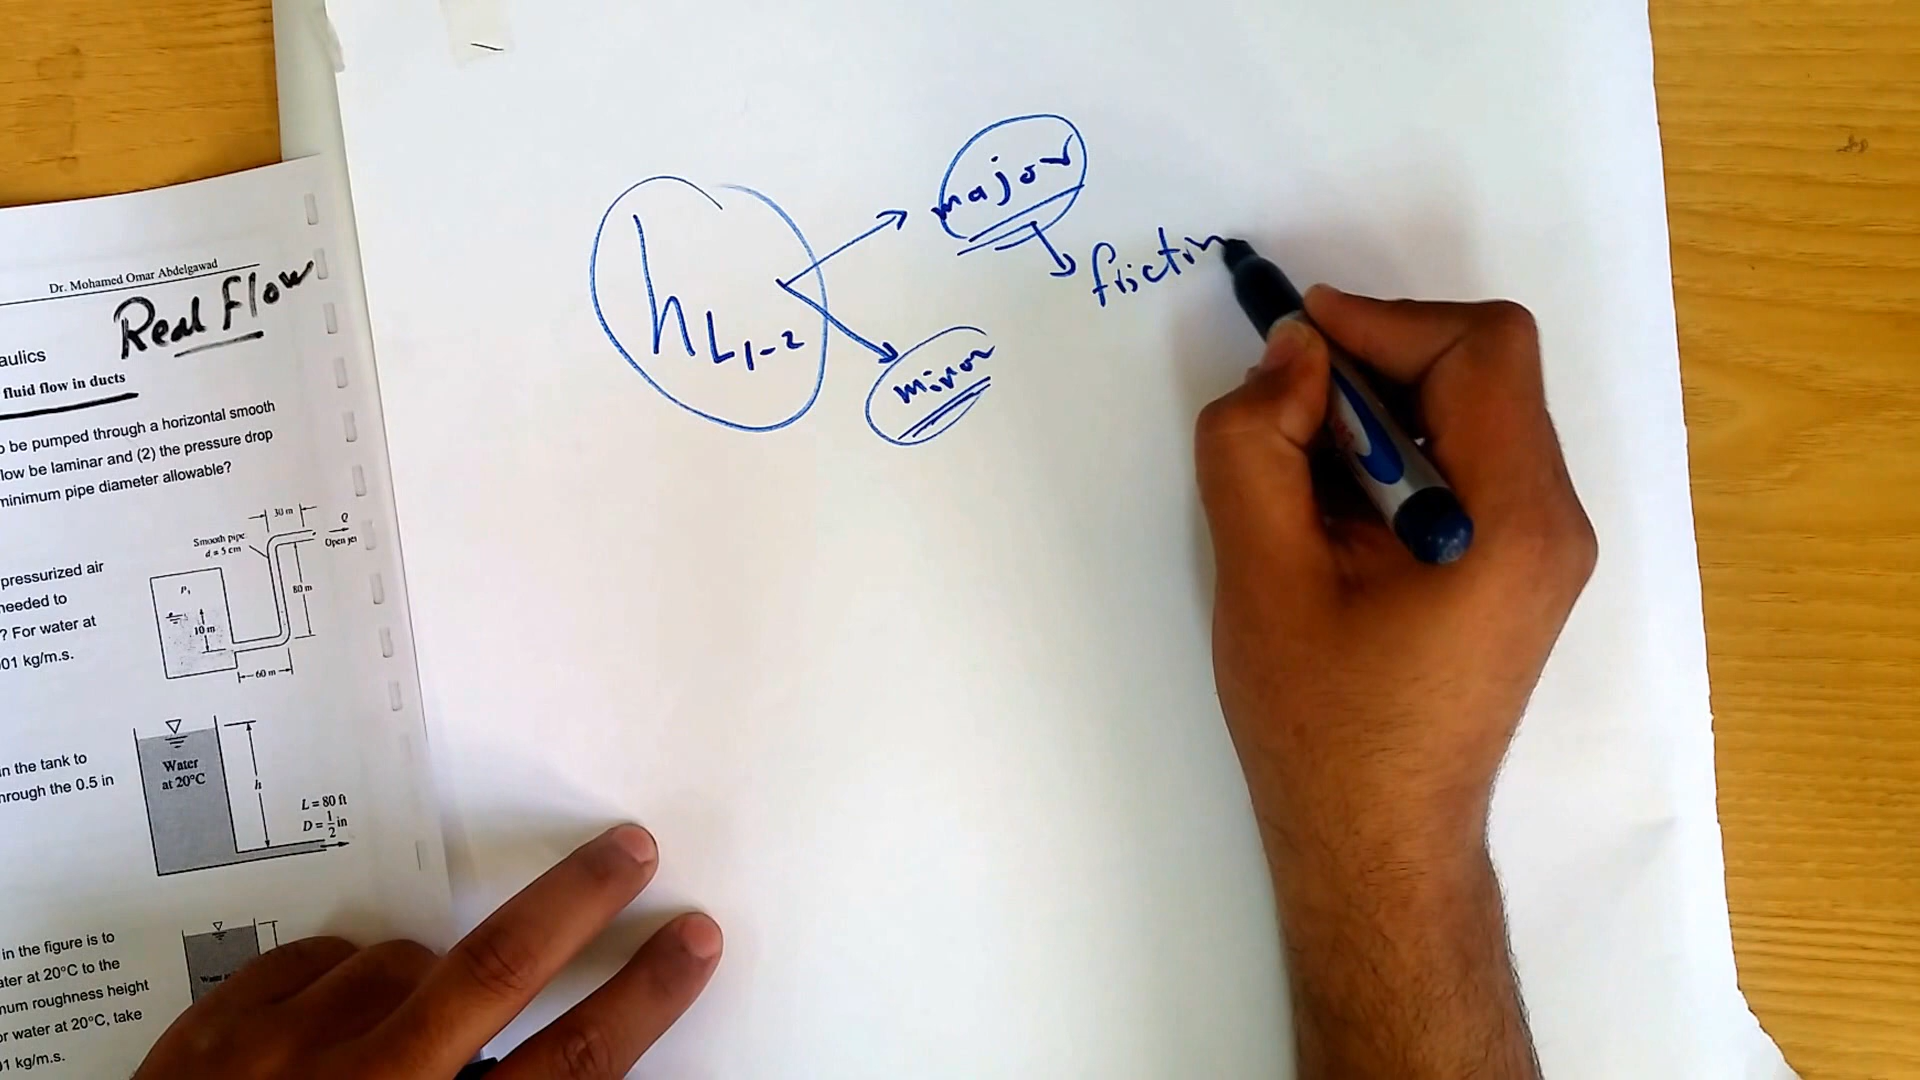 Dr. Mohamed Omar Abdelgawad
Real Flow
aulics
fluid flow in ducts
o be pumped through a horizontal smooth
low be laminar and (2) the pressure drop
minimum pipe diameter allowable?
30 m
Q
Smooth pipe
d = 5 cm
Open jet
P₁
80 m
10 m
60 m
pressurized air
needed to
? For water at
01 kg/m.s.
Water
at 20°C
h
L = 80 ft
D = 1/2 in
n the tank to
hrough the 0.5 in
in the figure is to
ater at 20°C to the
num roughness height
or water at 20°C, take
01 kg/m.s.
Water
hL1-2
major
friction
minor